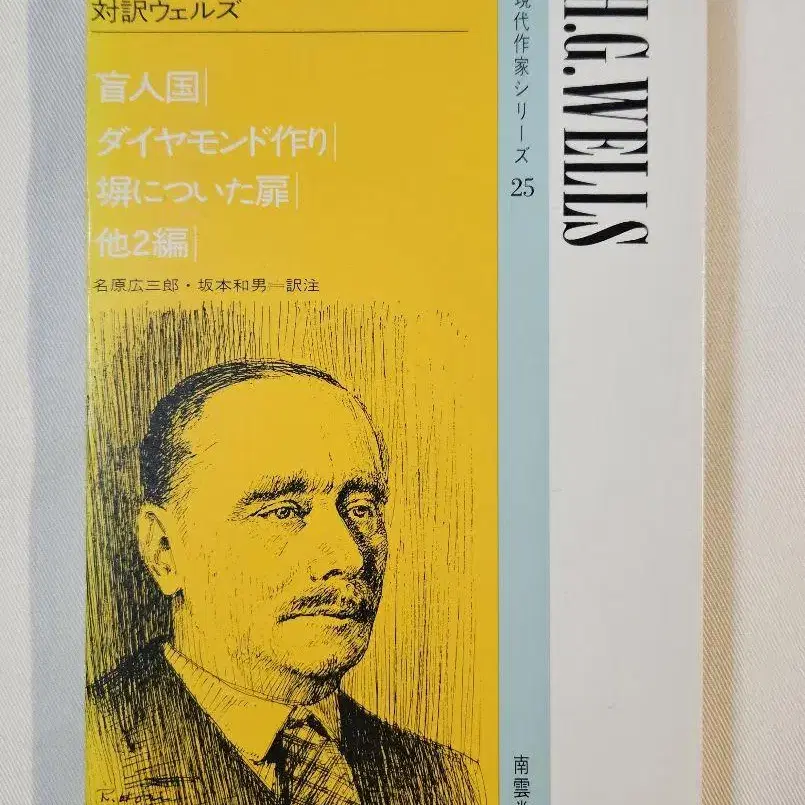 対訳ウェルズ
盲人国
ダイヤモンド作り
塀についた扉
他2編
名原広三郎・坂本和男=訳注
現代作家シリーズ 25
H.G.WELLS
南雲堂